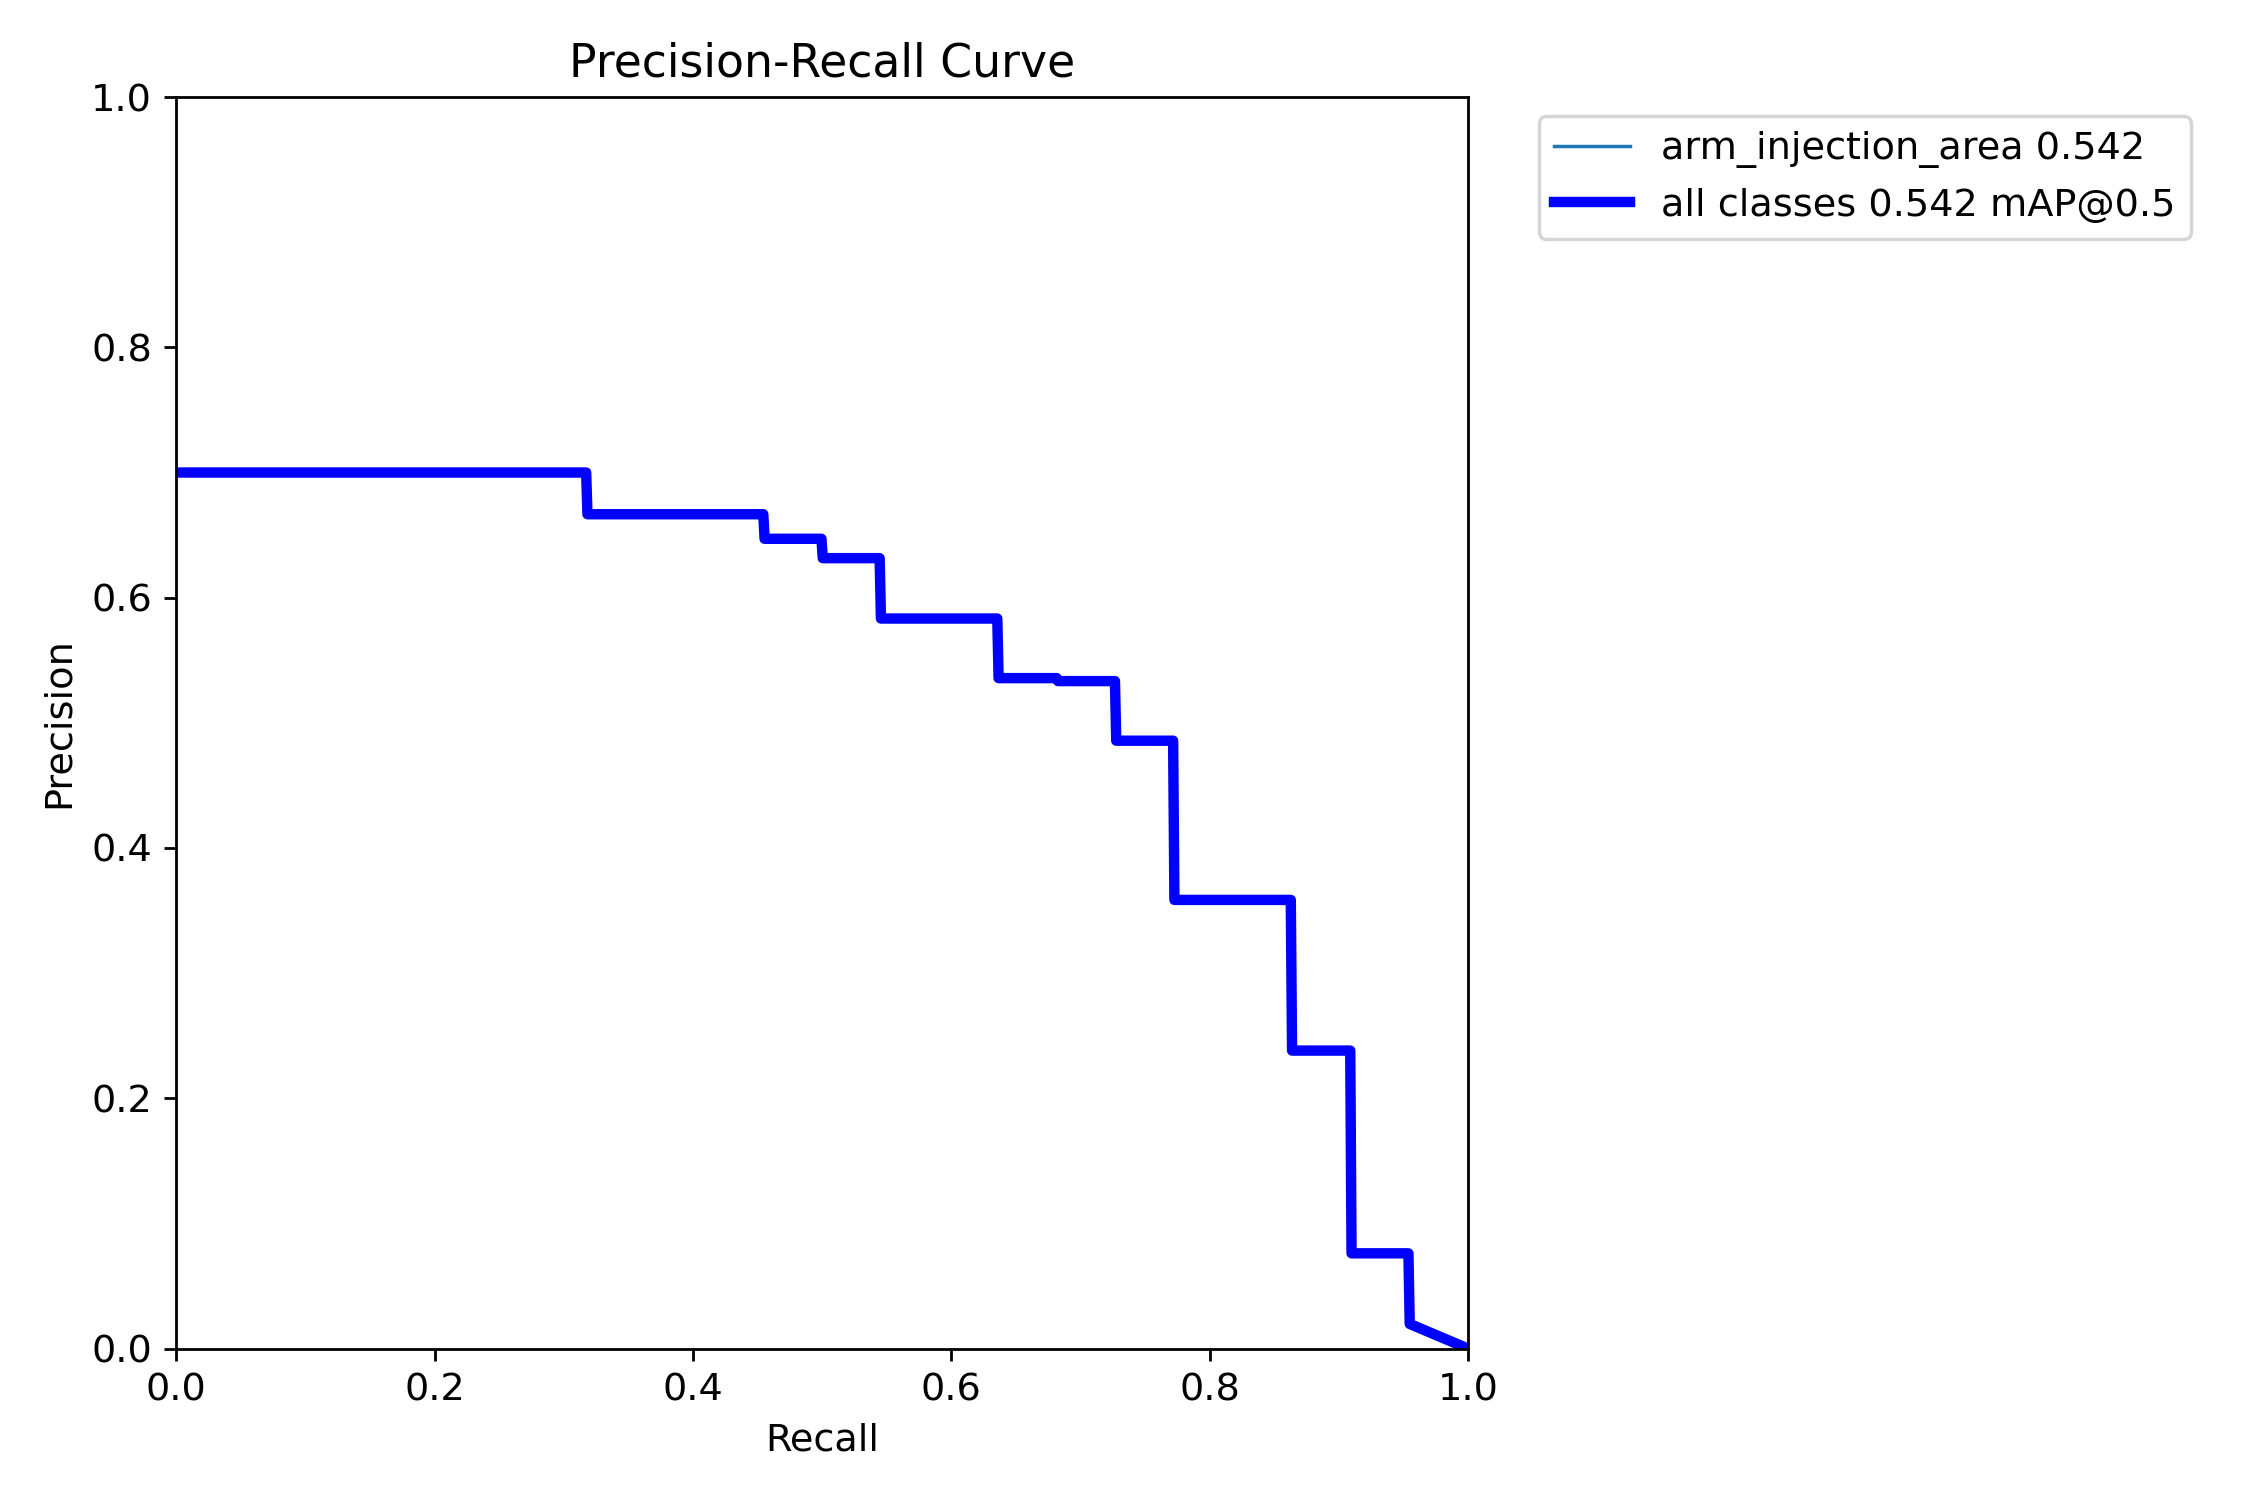 Precision-Recall Curve
1.0
0.8
0.6
0.4
0.2
0.0
Precision
0.0 0.2 0.4 0.6 0.8 1.0
Recall
arm_injection_area 0.542
all classes 0.542 mAP@0.5